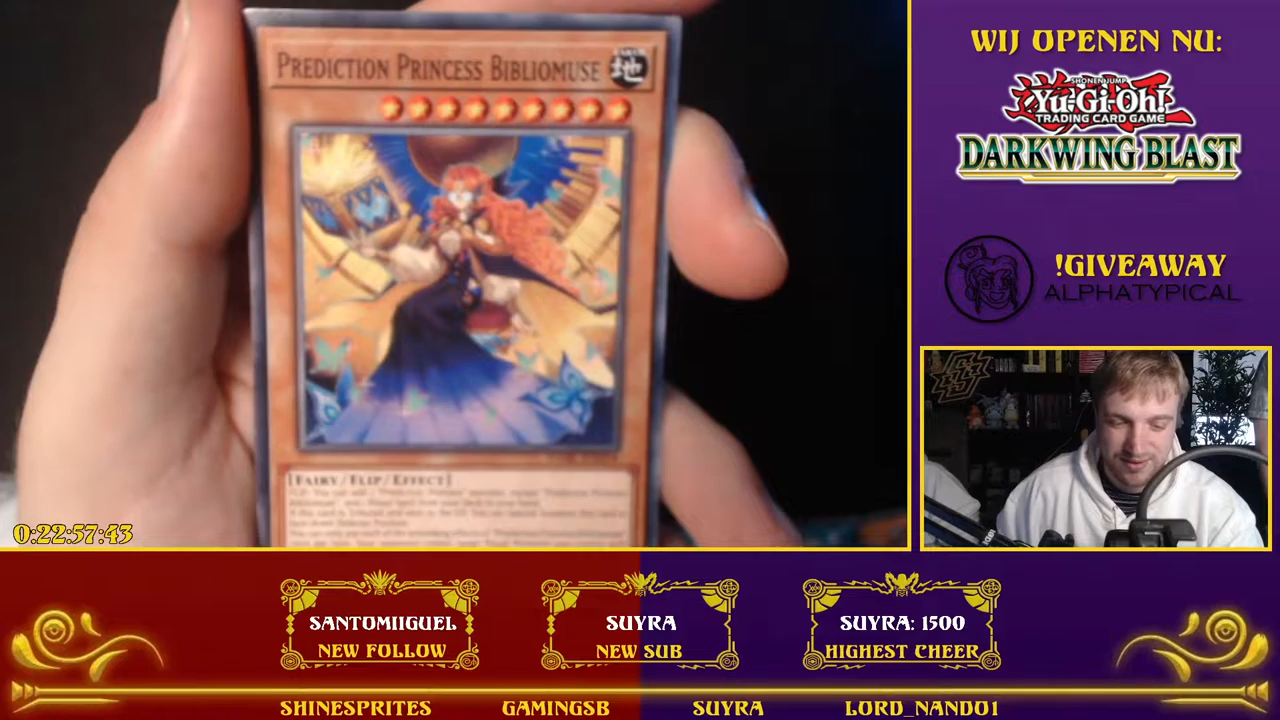 PREDICTION PRINCESS BIBLIOMUSE
地
[FAIRY/FLIP/EFFECT]
0:22:57:43
WIJ OPENEN NU:
SHONEN JUMP
Yu-Gi-Oh!
TRADING CARD GAME
DARKWING BLAST
!GIVEAWAY
ALPHATYPICAL
SANTOMIIGUEL
NEW FOLLOW
SUYRA
NEW SUB
SUYRA: 1500
HIGHEST CHEER
SHINESPRITES GAMINGSB SUYRA LORD_NANDO1